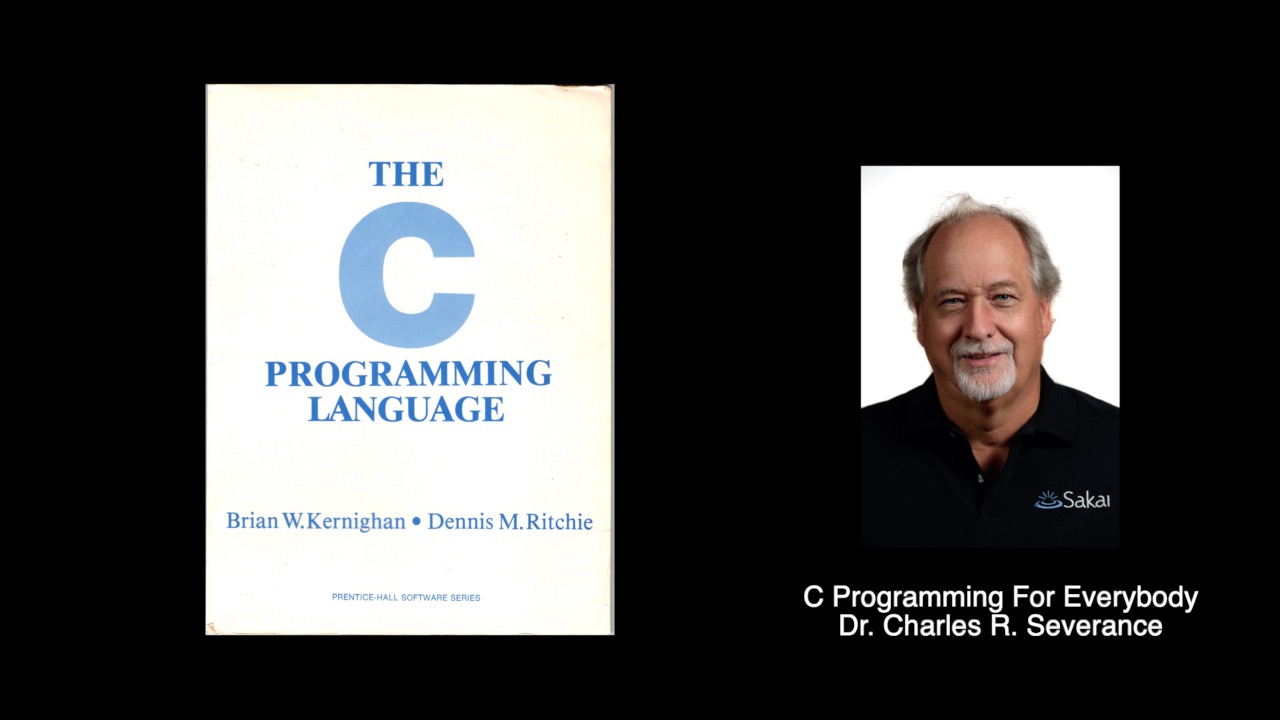 THE
C
PROGRAMMING
LANGUAGE
Brian W. Kernighan • Dennis M. Ritchie
PRENTICE-HALL SOFTWARE SERIES
Sakai
C Programming For Everybody
Dr. Charles R. Severance